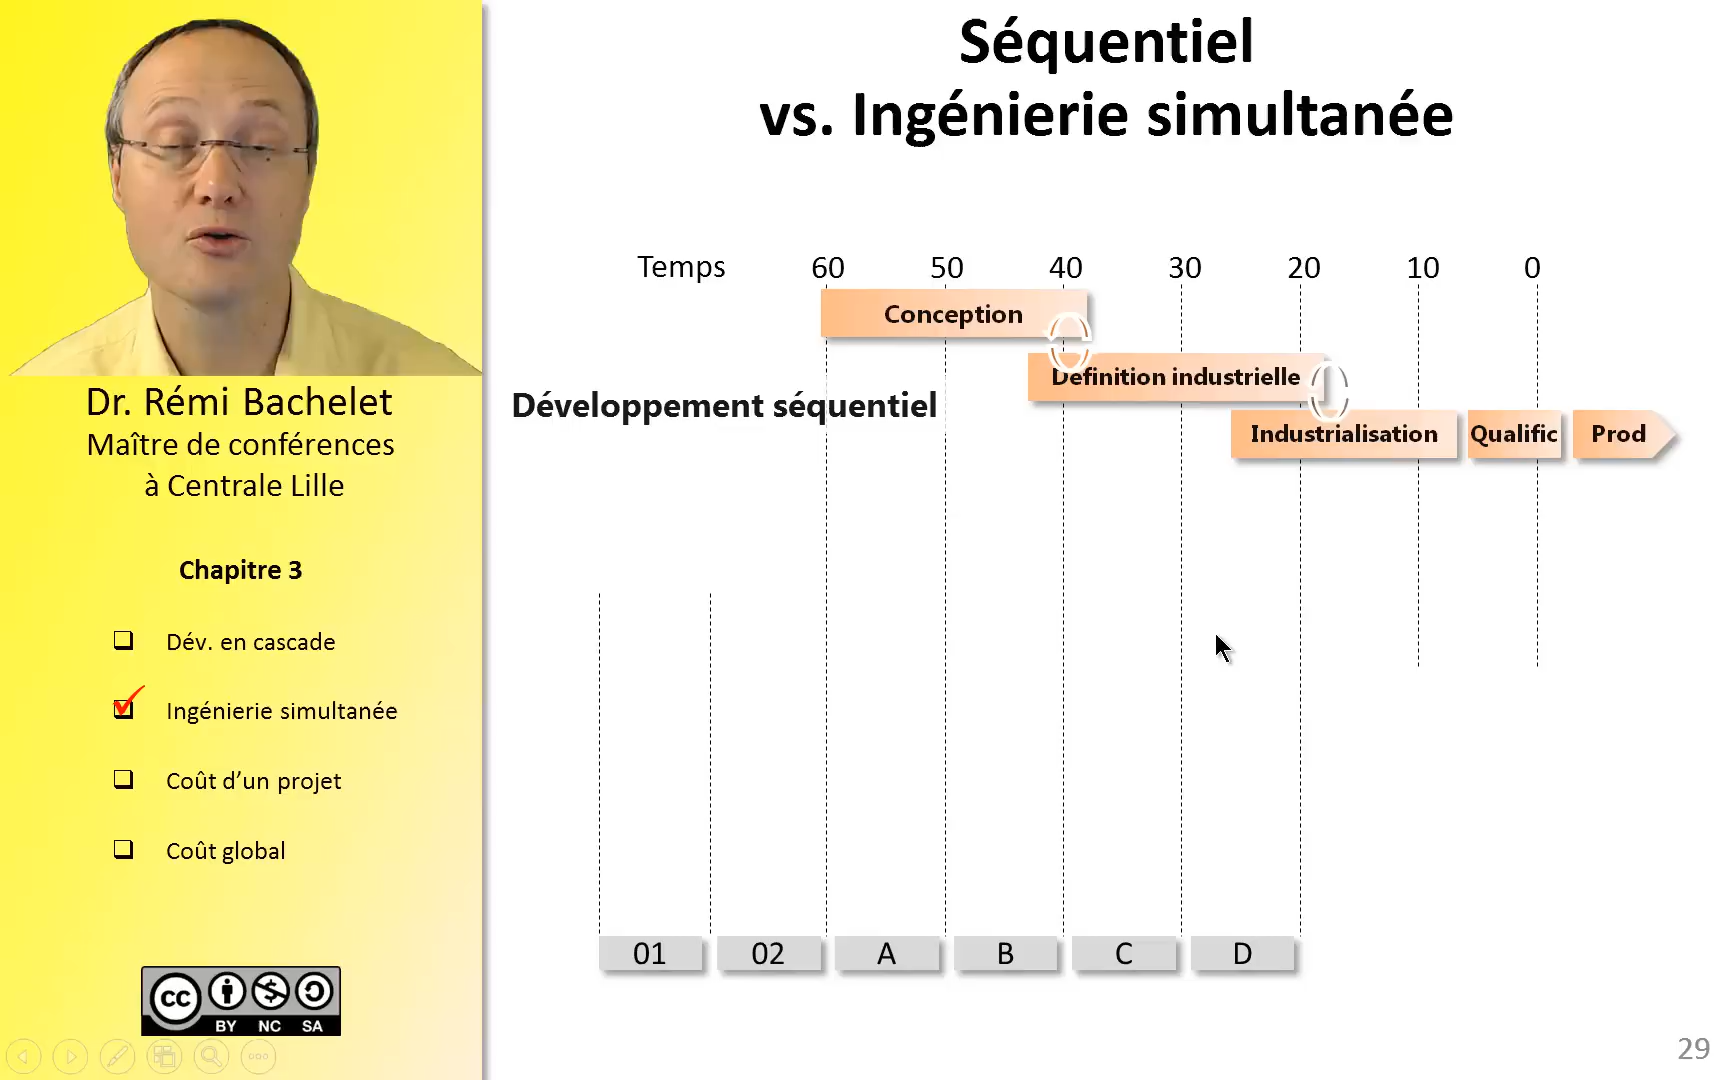 Séquentiel
vs. Ingénierie simultanée
Temps 60 50 40 30 20 10 0
Conception
Définition industrielle
Développement séquentiel
Industrialisation Qualific Prod
Dr. Rémi Bachelet
Maître de conférences
à Centrale Lille
Chapitre 3
Dév. en cascade
Ingénierie simultanée
Coût d’un projet
Coût global
01 02 A B C D
cc
BY NC SA
29